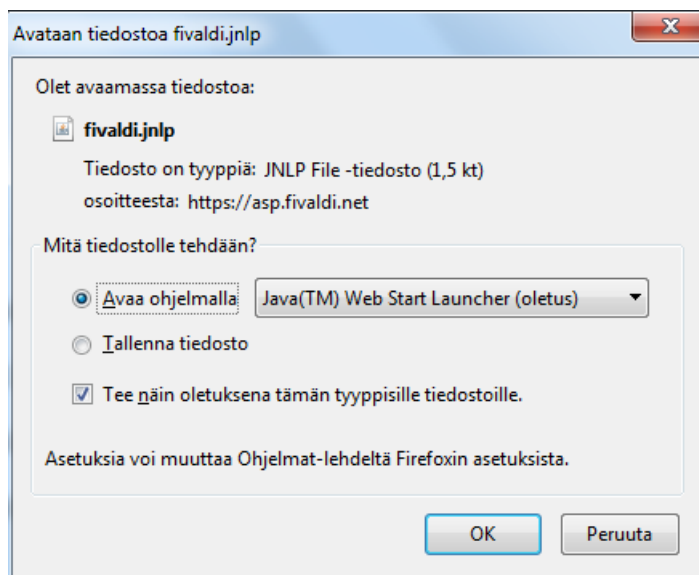 Avataan tiedostoa fivaldi.jnlp
Olet avaamassa tiedostoa:
fivaldi.jnlp
Tiedosto on tyyppiä: JNLP File -tiedosto (1,5 kt)
osoitteesta: https://asp.fivaldi.net
Mitä tiedostolle tehdään?
Avaa ohjelmalla Java(TM) Web Start Launcher (oletus)
Tallenna tiedosto
Tee näin oletuksena tämän tyyppisille tiedostoille.
Asetuksia voi muuttaa Ohjelmat-lehdeltä Firefoxin asetuksista.
OK Peruuta